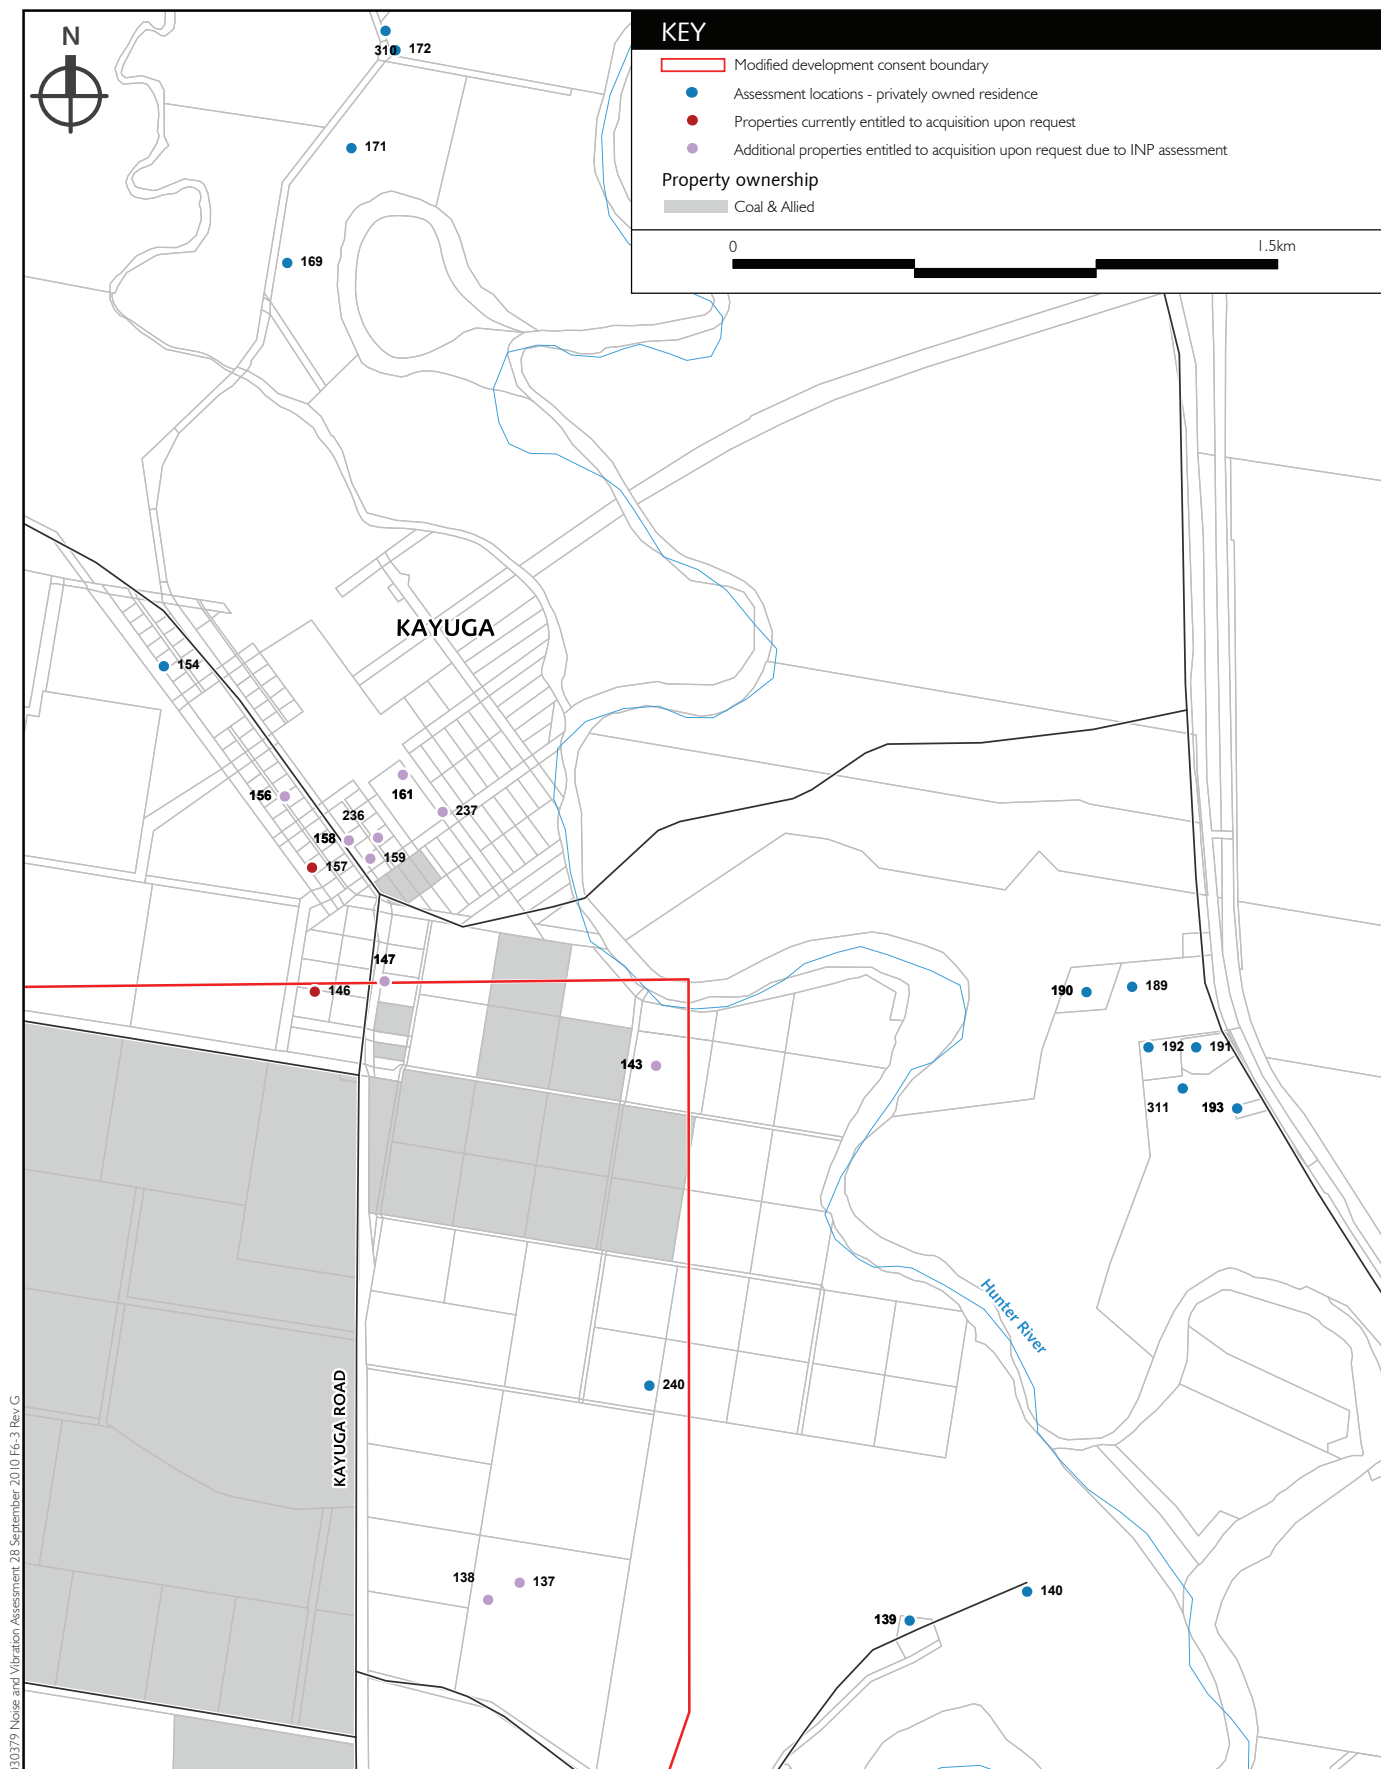 N
KEY
Modified development consent boundary
Assessment locations - privately owned residence
Properties currently entitled to acquisition upon request
Additional properties entitled to acquisition upon request due to INP assessment
Property ownership
Coal & Allied
0 1.5km
310 172
171
169
KAYUGA
154
156
161
236
237
158
159
157
147
146
190 189
192 191
143
311 193
Hunter River
240
KAYUGA ROAD
138 137
140
139
030379 Noise and Vibration Assessment 28 September 2010 F6-3 Rev G